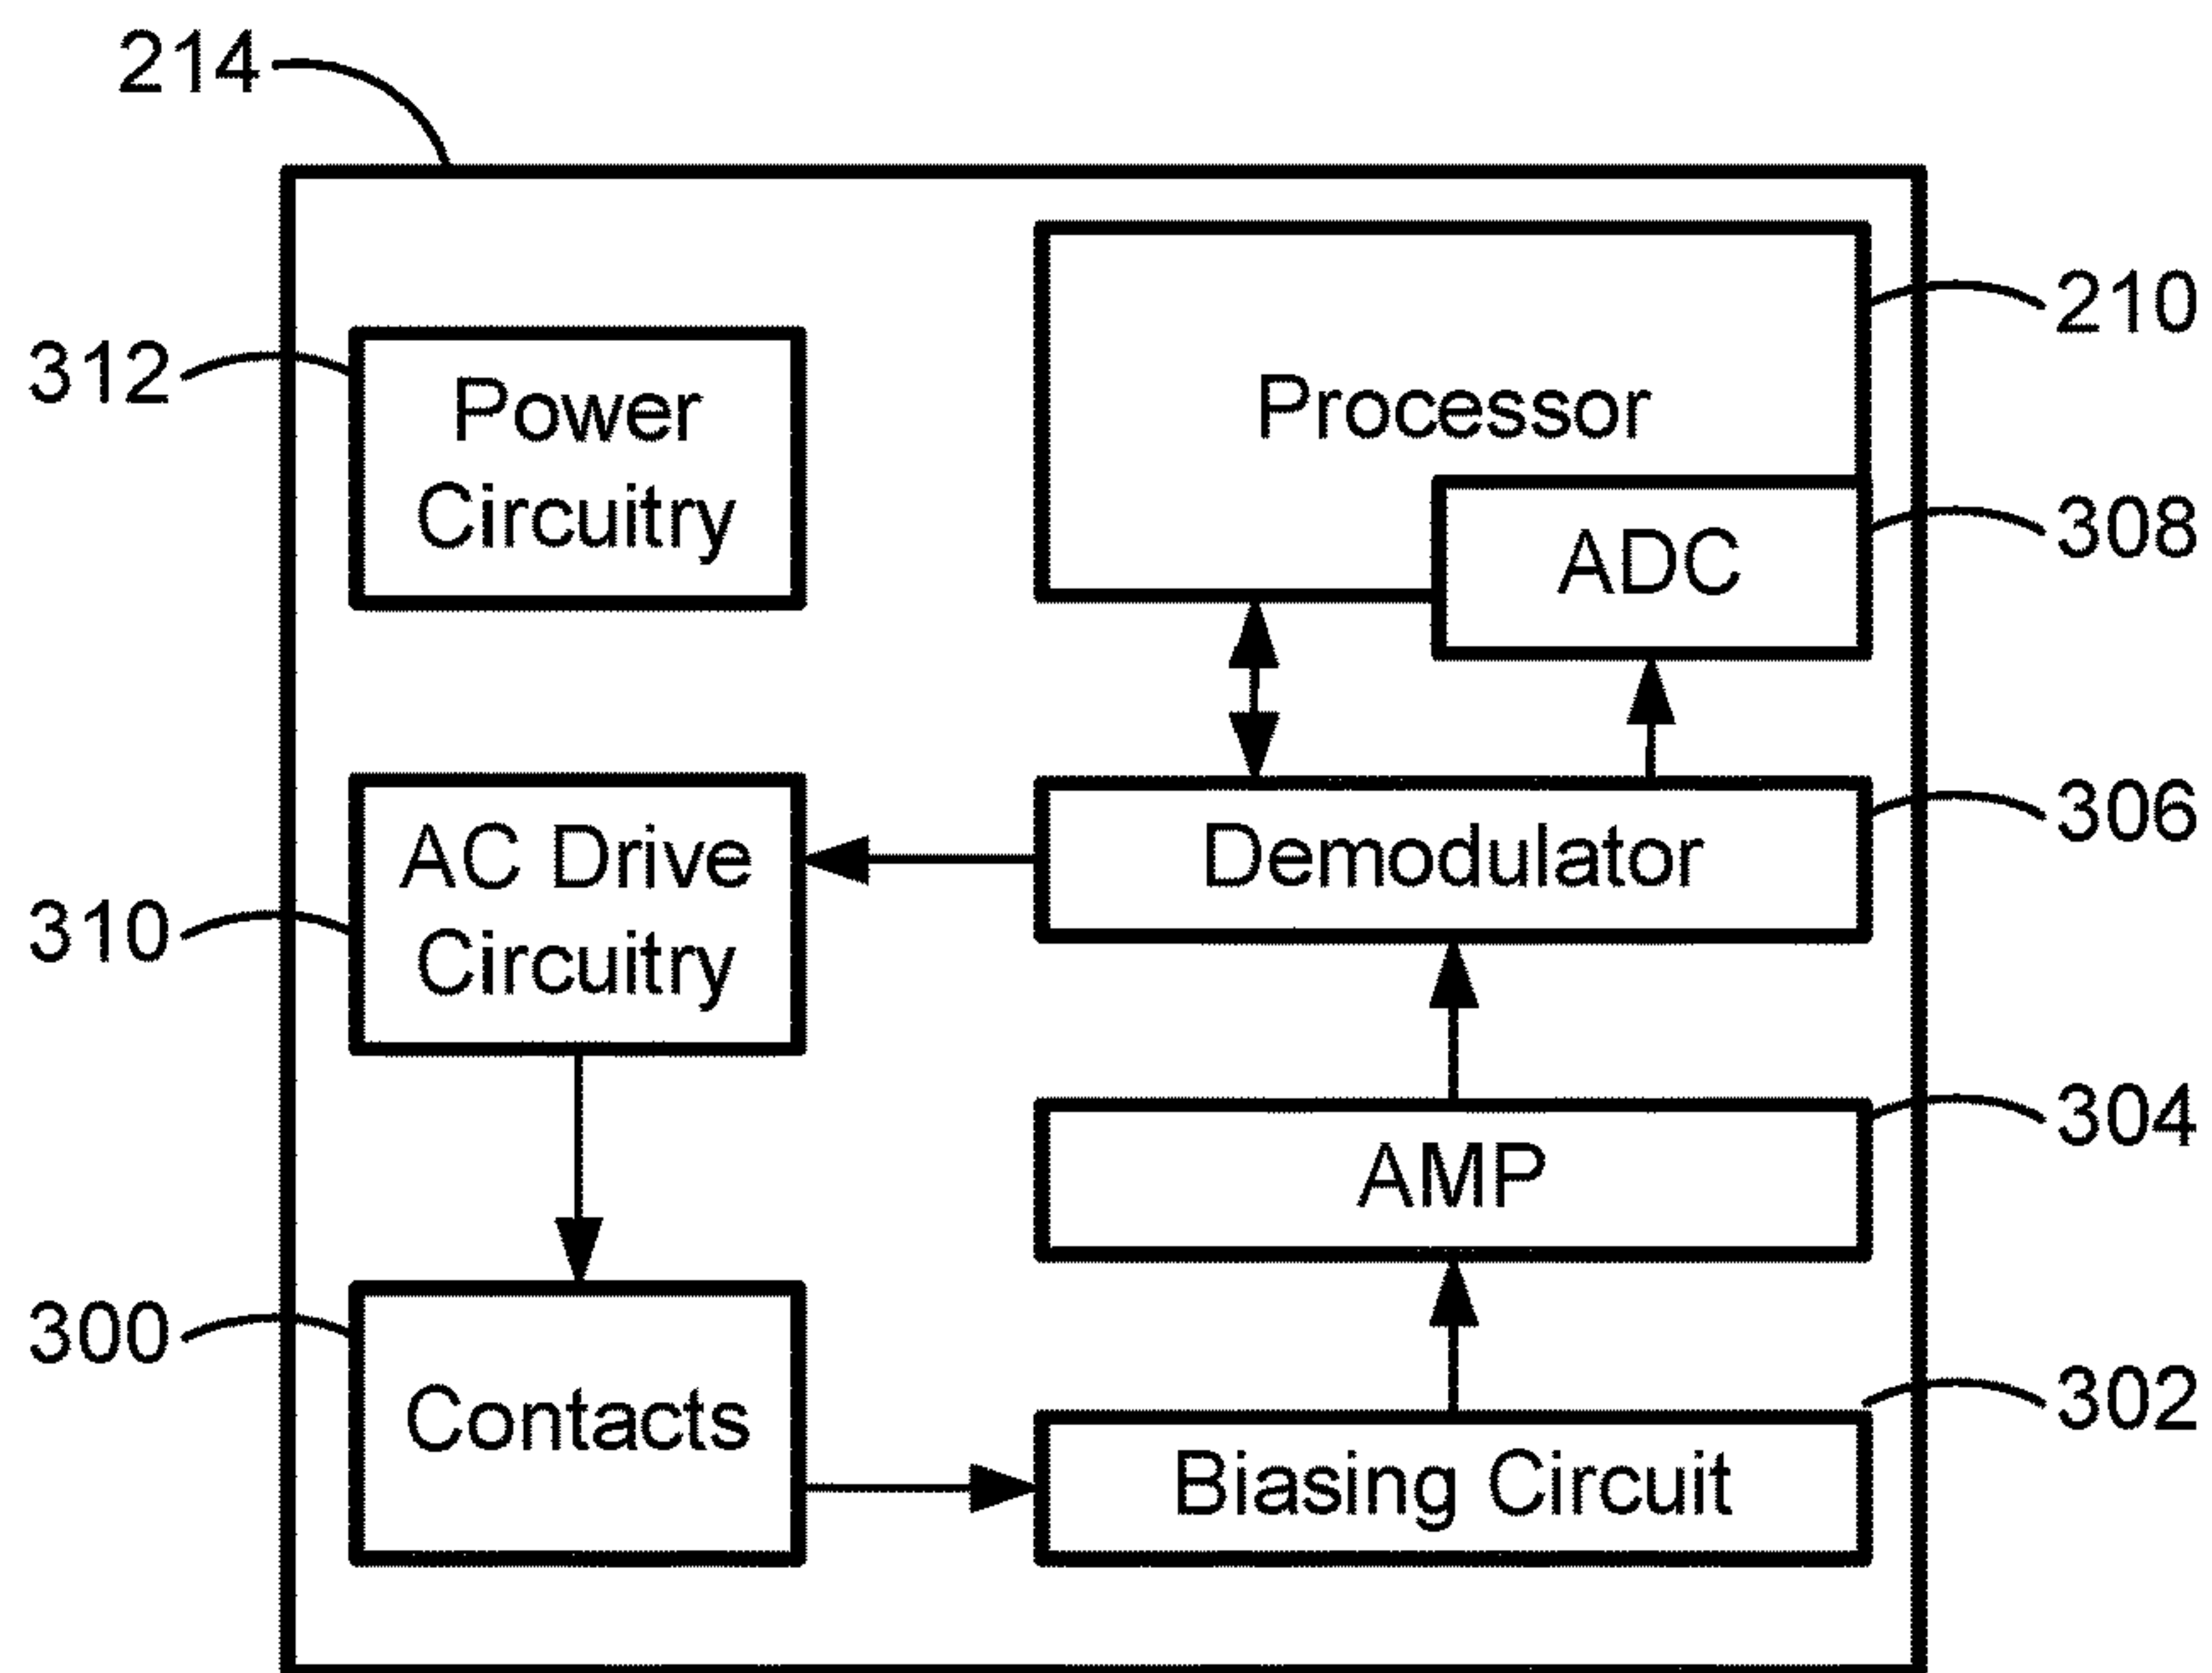 214
210
312
Power
Circuitry
Processor
308
ADC
306
AC Drive
Circuitry
Demodulator
310
304
AMP
300
Contacts
302
Biasing Circuit